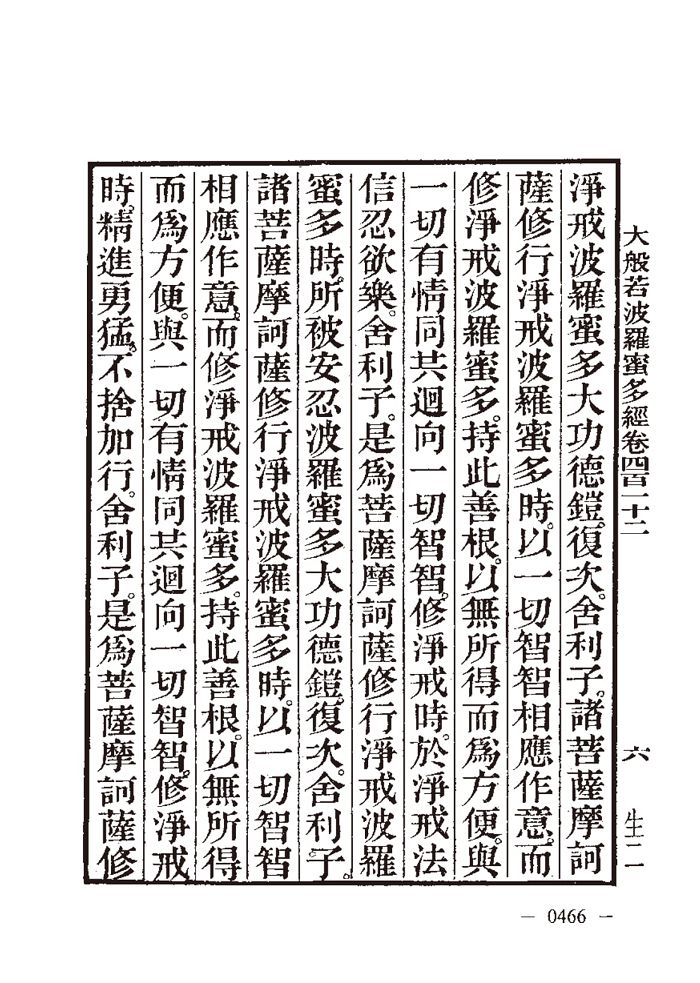 大般若波羅蜜多經卷四百二十二　六　生二
淨戒波羅蜜多大功德鎧。復次。舍利子。諸菩薩摩訶
薩修行淨戒波羅蜜多時。以一切智智相應作意。而
修淨戒波羅蜜多。持此善根。以無所得而爲方便。與
一切有情同共迴向一切智智。修淨戒時。於淨戒法
信忍欲樂。舍利子。是爲菩薩摩訶薩修行淨戒波羅
蜜多時。所被安忍波羅蜜多大功德鎧。復次。舍利子。
諸菩薩摩訶薩修行淨戒波羅蜜多時。以一切智智
相應作意。而修淨戒波羅蜜多。持此善根。以無所得
而爲方便。與一切有情同共迴向一切智智。修淨戒
時。精進勇猛。不捨加行。舍利子。是爲菩薩摩訶薩修
— 0466 —